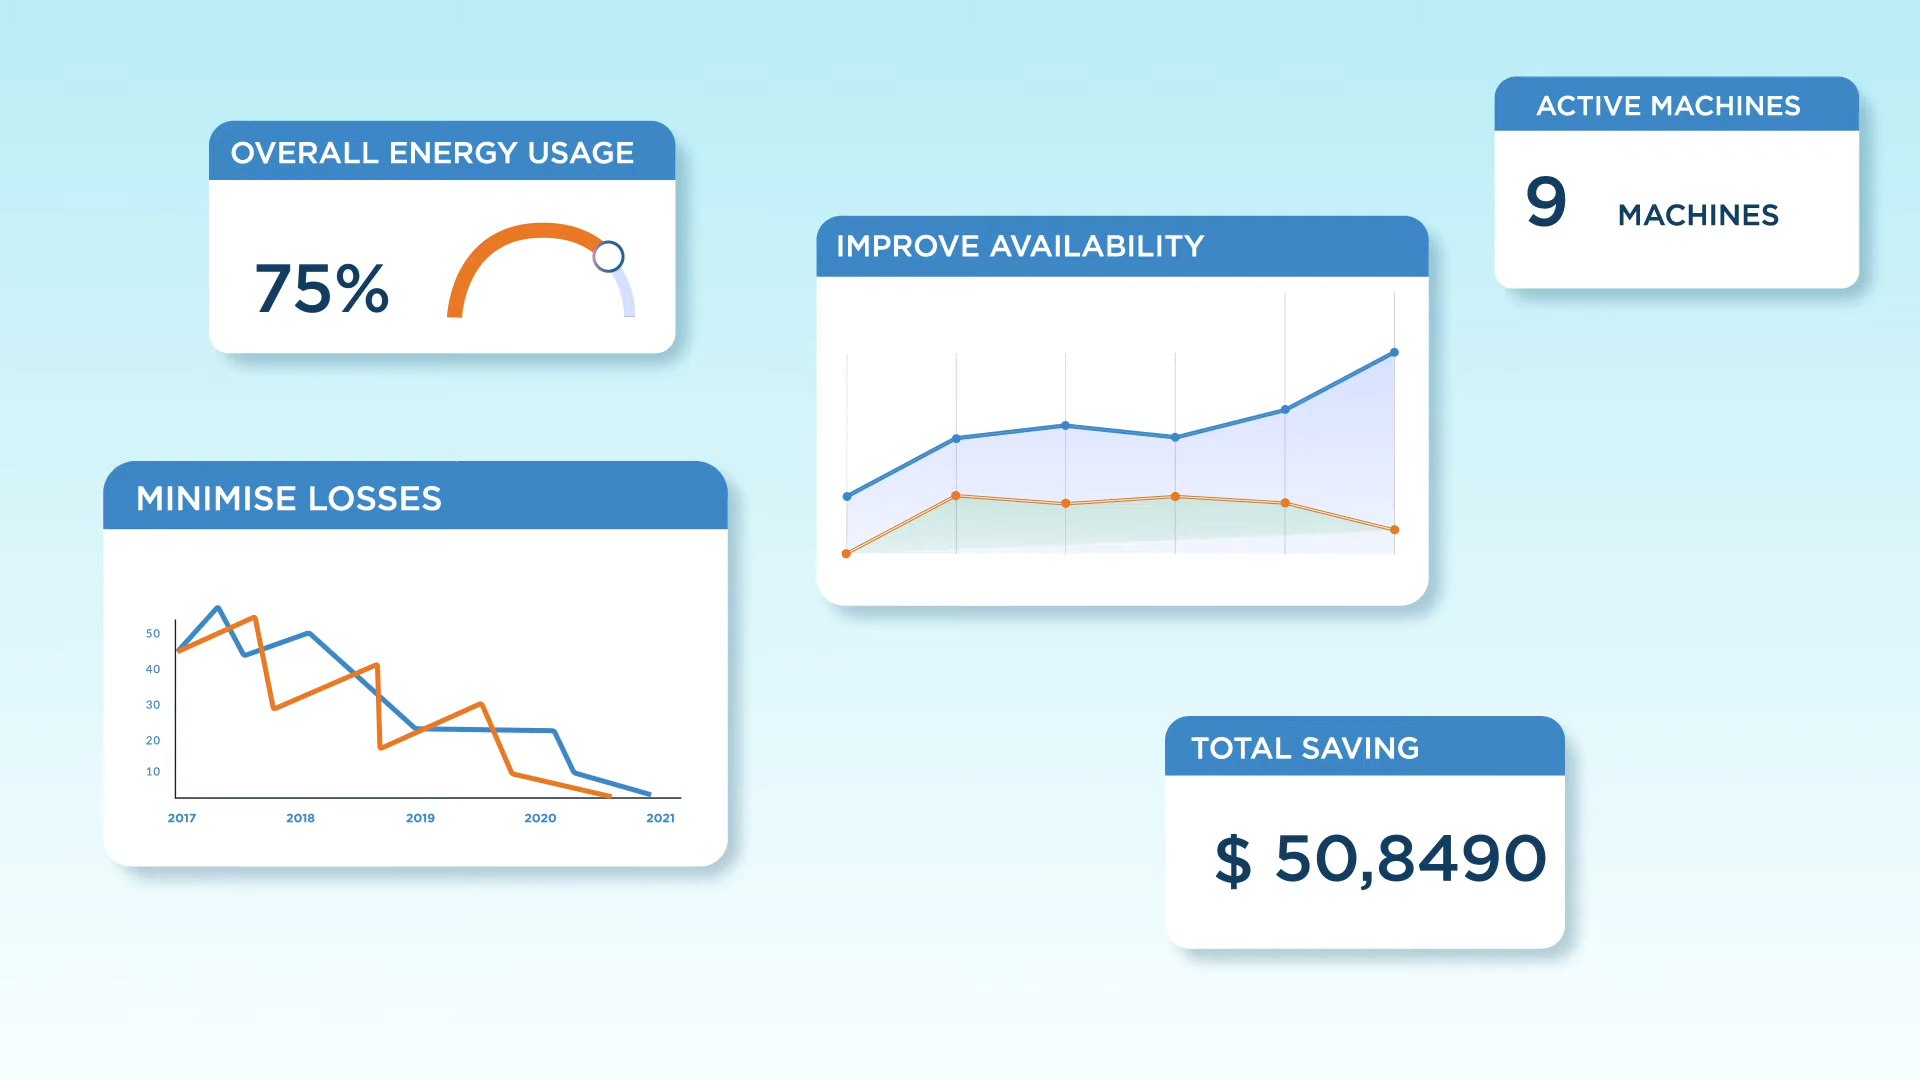 OVERALL ENERGY USAGE
75%
IMPROVE AVAILABILITY
ACTIVE MACHINES
9 MACHINES
MINIMISE LOSSES
50
40
30
20
10
2017 2018 2019 2020 2021
TOTAL SAVING
$ 50,8490